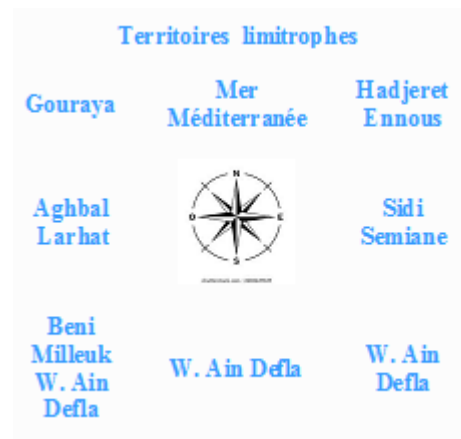 Territoires limitrophes
Gouraya
Mer
Méditerranée
Hadjeret
Ennous
Aghbal
Larhat
N
O
E
S
Sidi
Semiane
Beni
Milleuk
W. Ain
Defla
W. Ain Defla
W. Ain
Defla